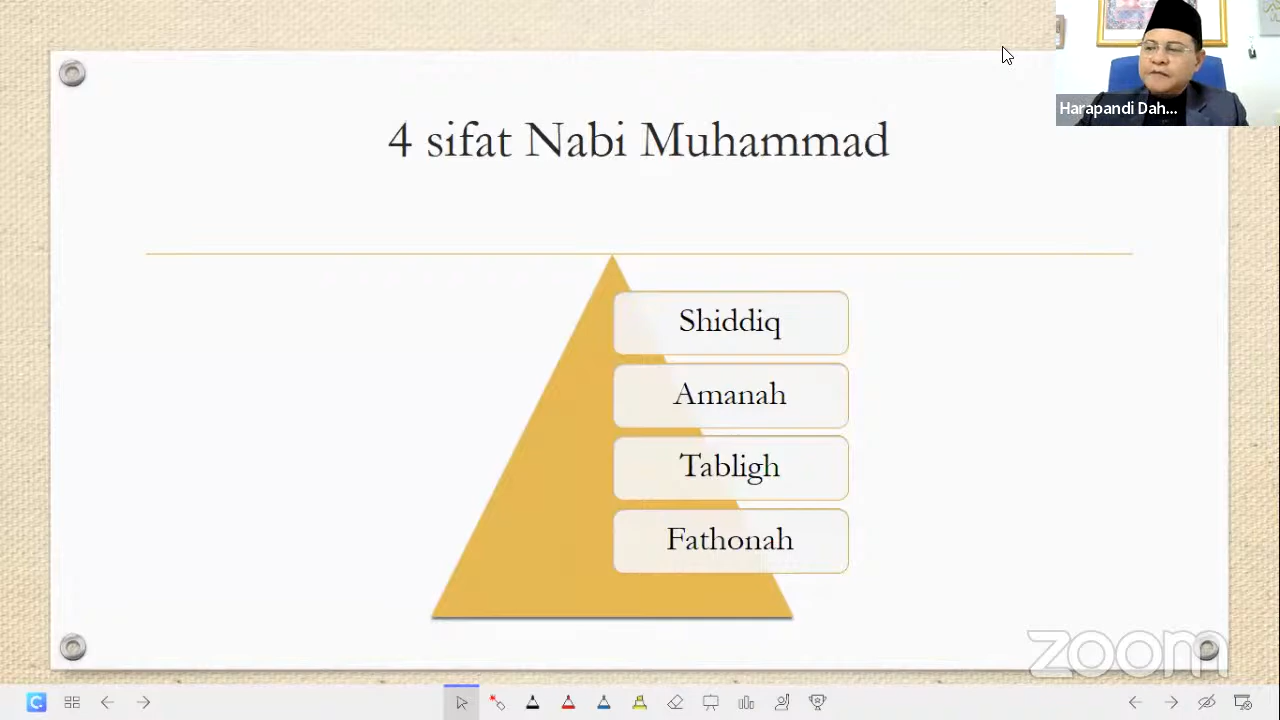 Harapandi Dah...
4 sifat Nabi Muhammad
Shiddiq
Amanah
Tabligh
Fathonah
zoom